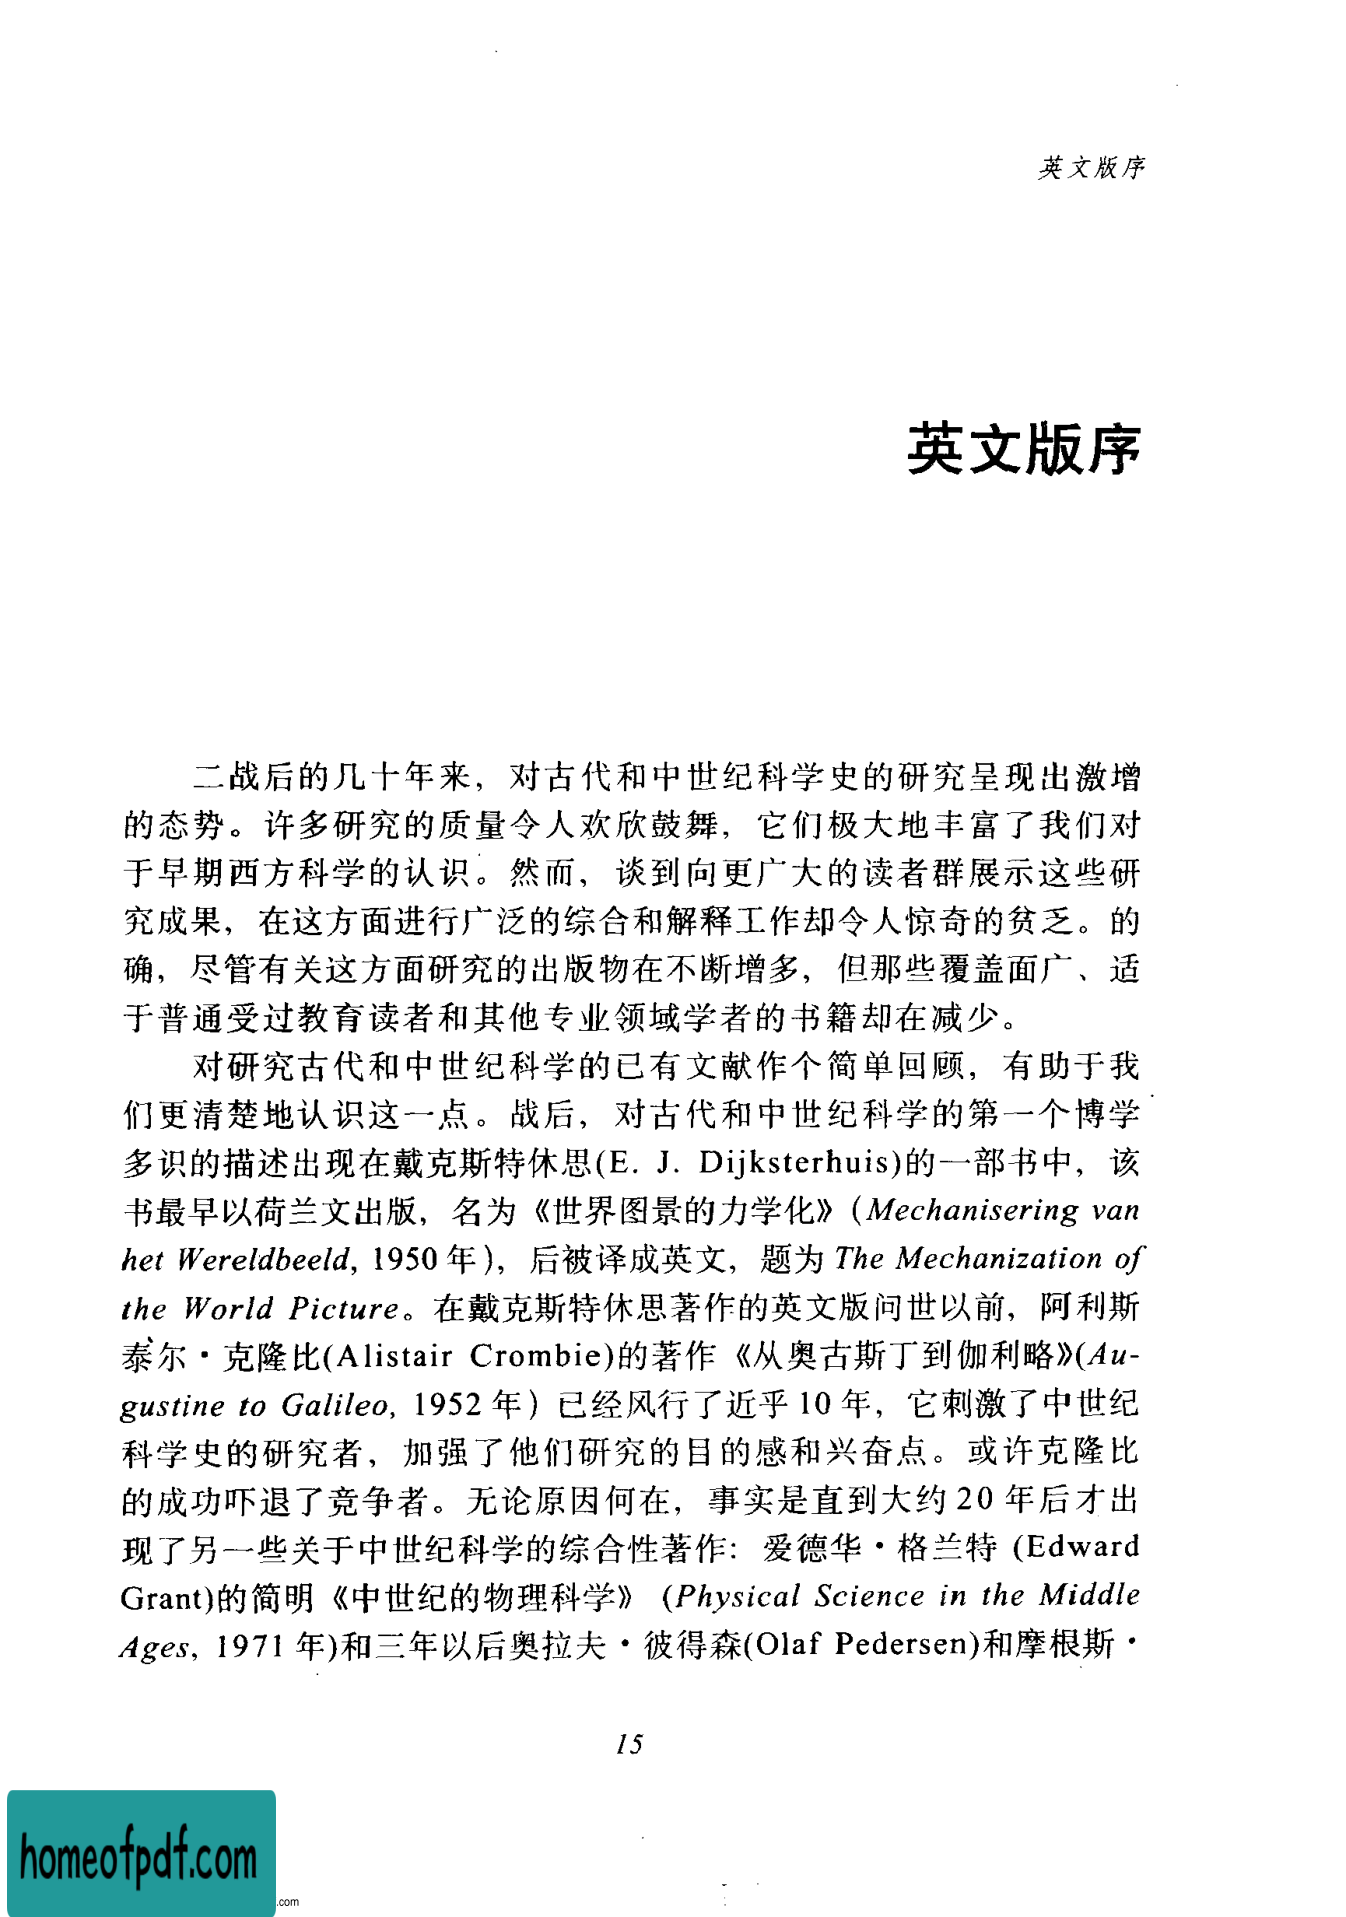 英文版序
英文版序
二战后的几十年来，对古代和中世纪科学史的研究呈现出激增
的态势。许多研究的质量令人欢欣鼓舞，它们极大地丰富了我们对
于早期西方科学的认识。然而，谈到向更广大的读者群展示这些研
究成果，在这方面进行广泛的综合和解释工作却令人惊奇的贫乏。的
确，尽管有关这方面研究的出版物在不断增多，但那些覆盖面广、适
于普通受过教育读者和其他专业领域学者的书籍却在减少。
对研究古代和中世纪科学的已有文献作个简单回顾，有助于我
们更清楚地认识这一点。战后，对古代和中世纪科学的第一个博学
多识的描述出现在戴克斯特休思(E. J. Dijksterhuis)的一部书中，该
书最早以荷兰文出版，名为《世界图景的力学化》(Mechanisering van
het Wereldbeeld, 1950 年)，后被译成英文，题为 The Mechanization of
the World Picture。在戴克斯特休思著作的英文版问世以前，阿利斯
泰尔·克隆比(Alistair Crombie)的著作《从奥古斯丁到伽利略》(Au-
gustine to Galileo, 1952 年) 已经风行了近乎 10 年，它刺激了中世纪
科学史的研究者，加强了他们研究的目的感和兴奋点。或许克隆比
的成功吓退了竞争者。无论原因何在，事实是直到大约 20 年后才出
现了另一些关于中世纪科学的综合性著作：爱德华·格兰特 (Edward
Grant)的简明《中世纪的物理科学》 (Physical Science in the Middle
Ages, 1971 年)和三年以后奥拉夫·彼得森(Olaf Pedersen)和摩根斯·
15
homeofpdf.com
.com